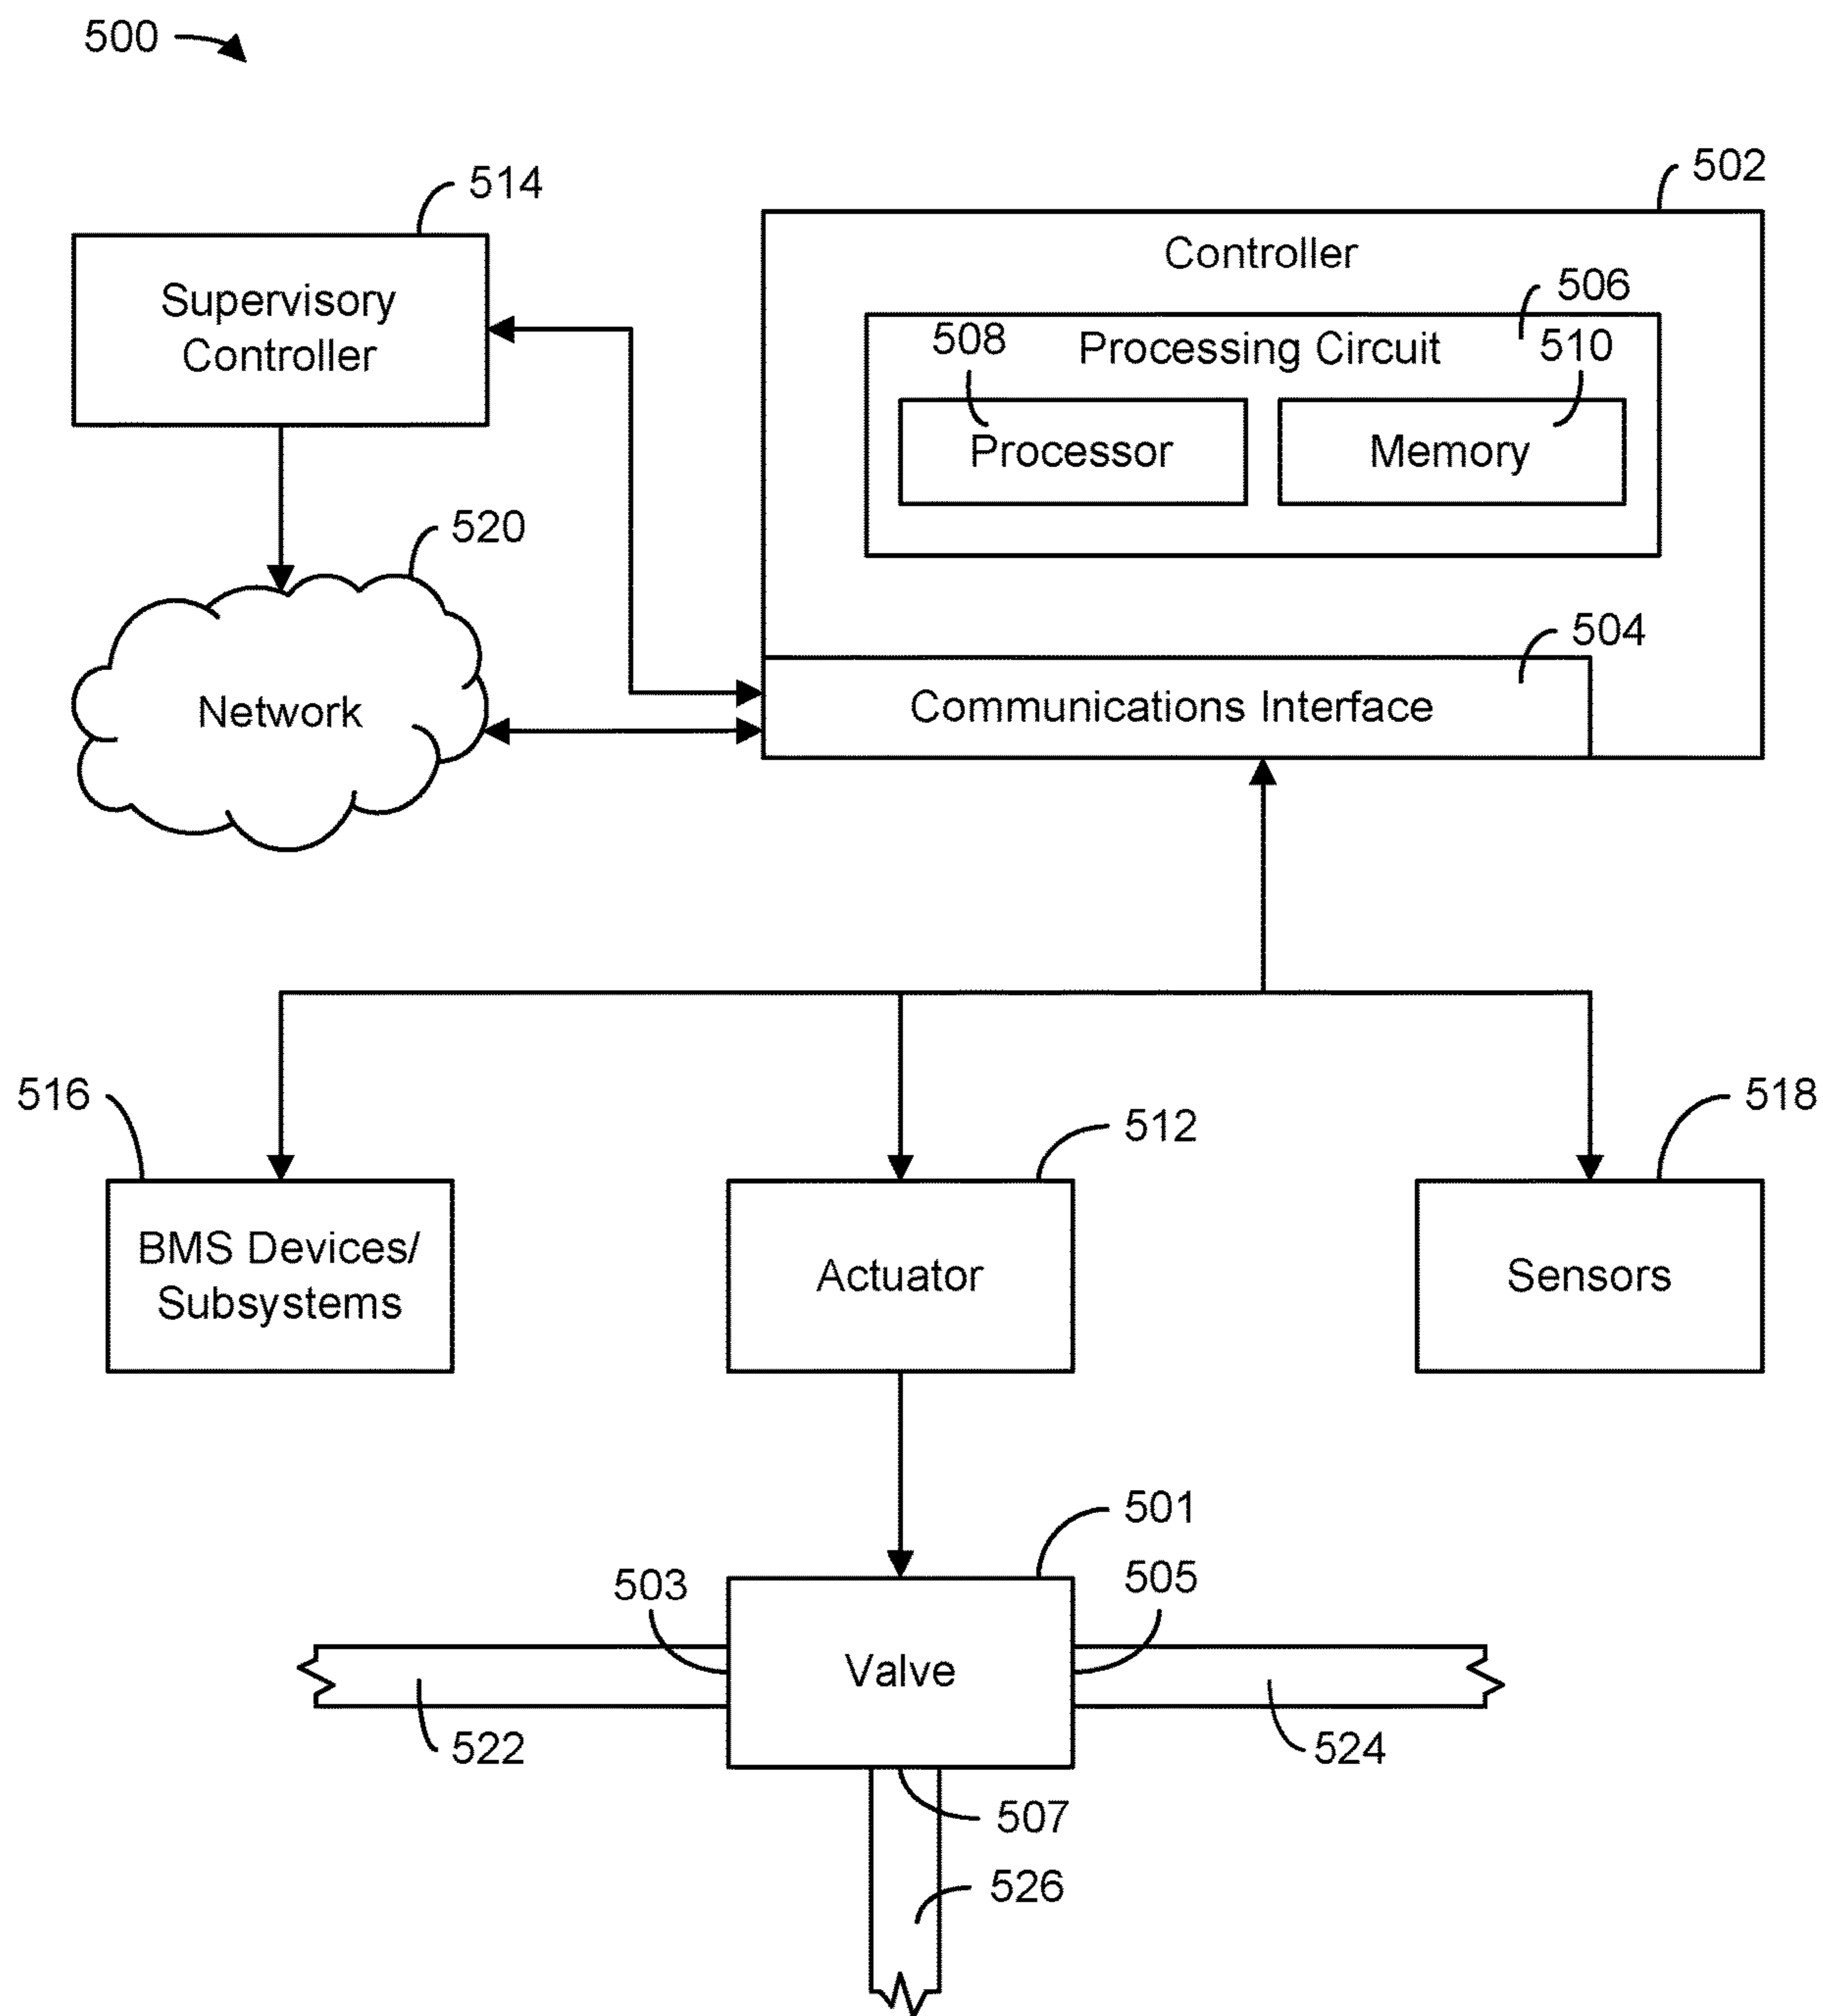 500
514
502
Controller
Supervisory
Controller
506
508
Processing Circuit
510
Processor
Memory
520
504
Network
Communications Interface
516
512
518
BMS Devices/
Subsystems
Actuator
Sensors
501
503
505
Valve
522
524
507
526